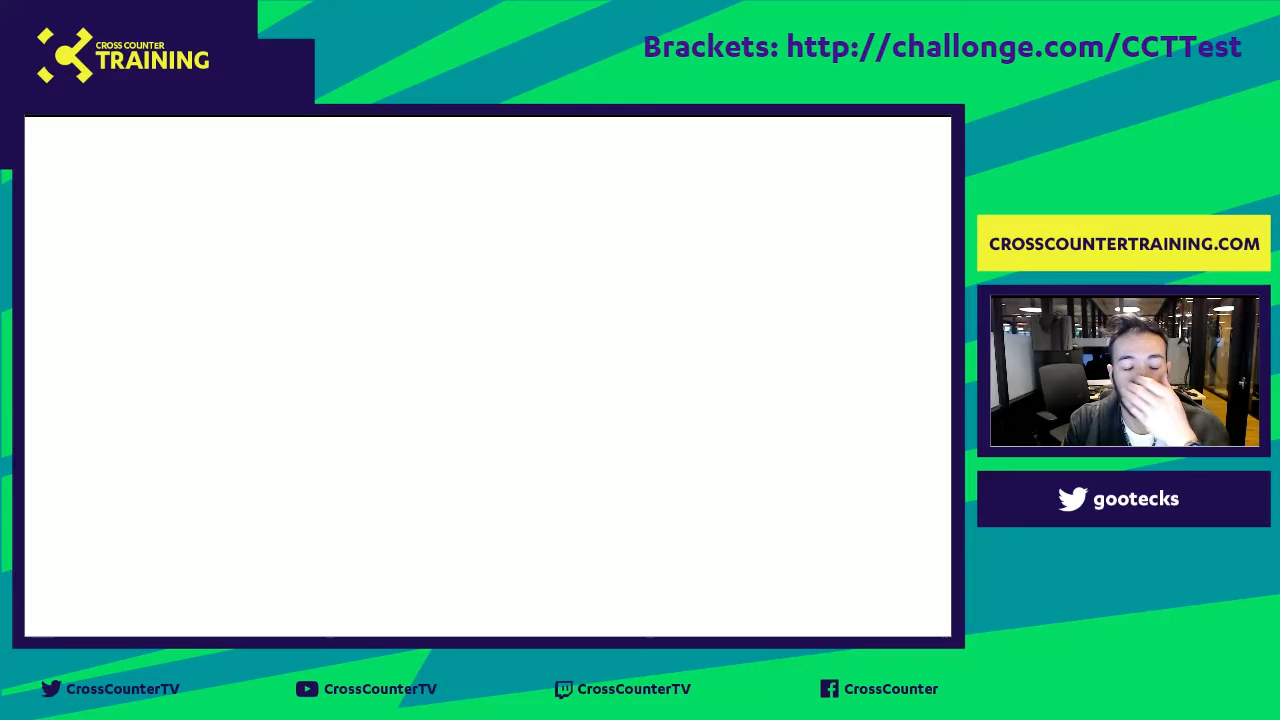 CROSS COUNTER
TRAINING
Brackets: http://challonge.com/CCTTest
CROSSCOUNTERTRAINING.COM
gootecks
CrossCounterTV
CrossCounterTV
CrossCounterTV
CrossCounter